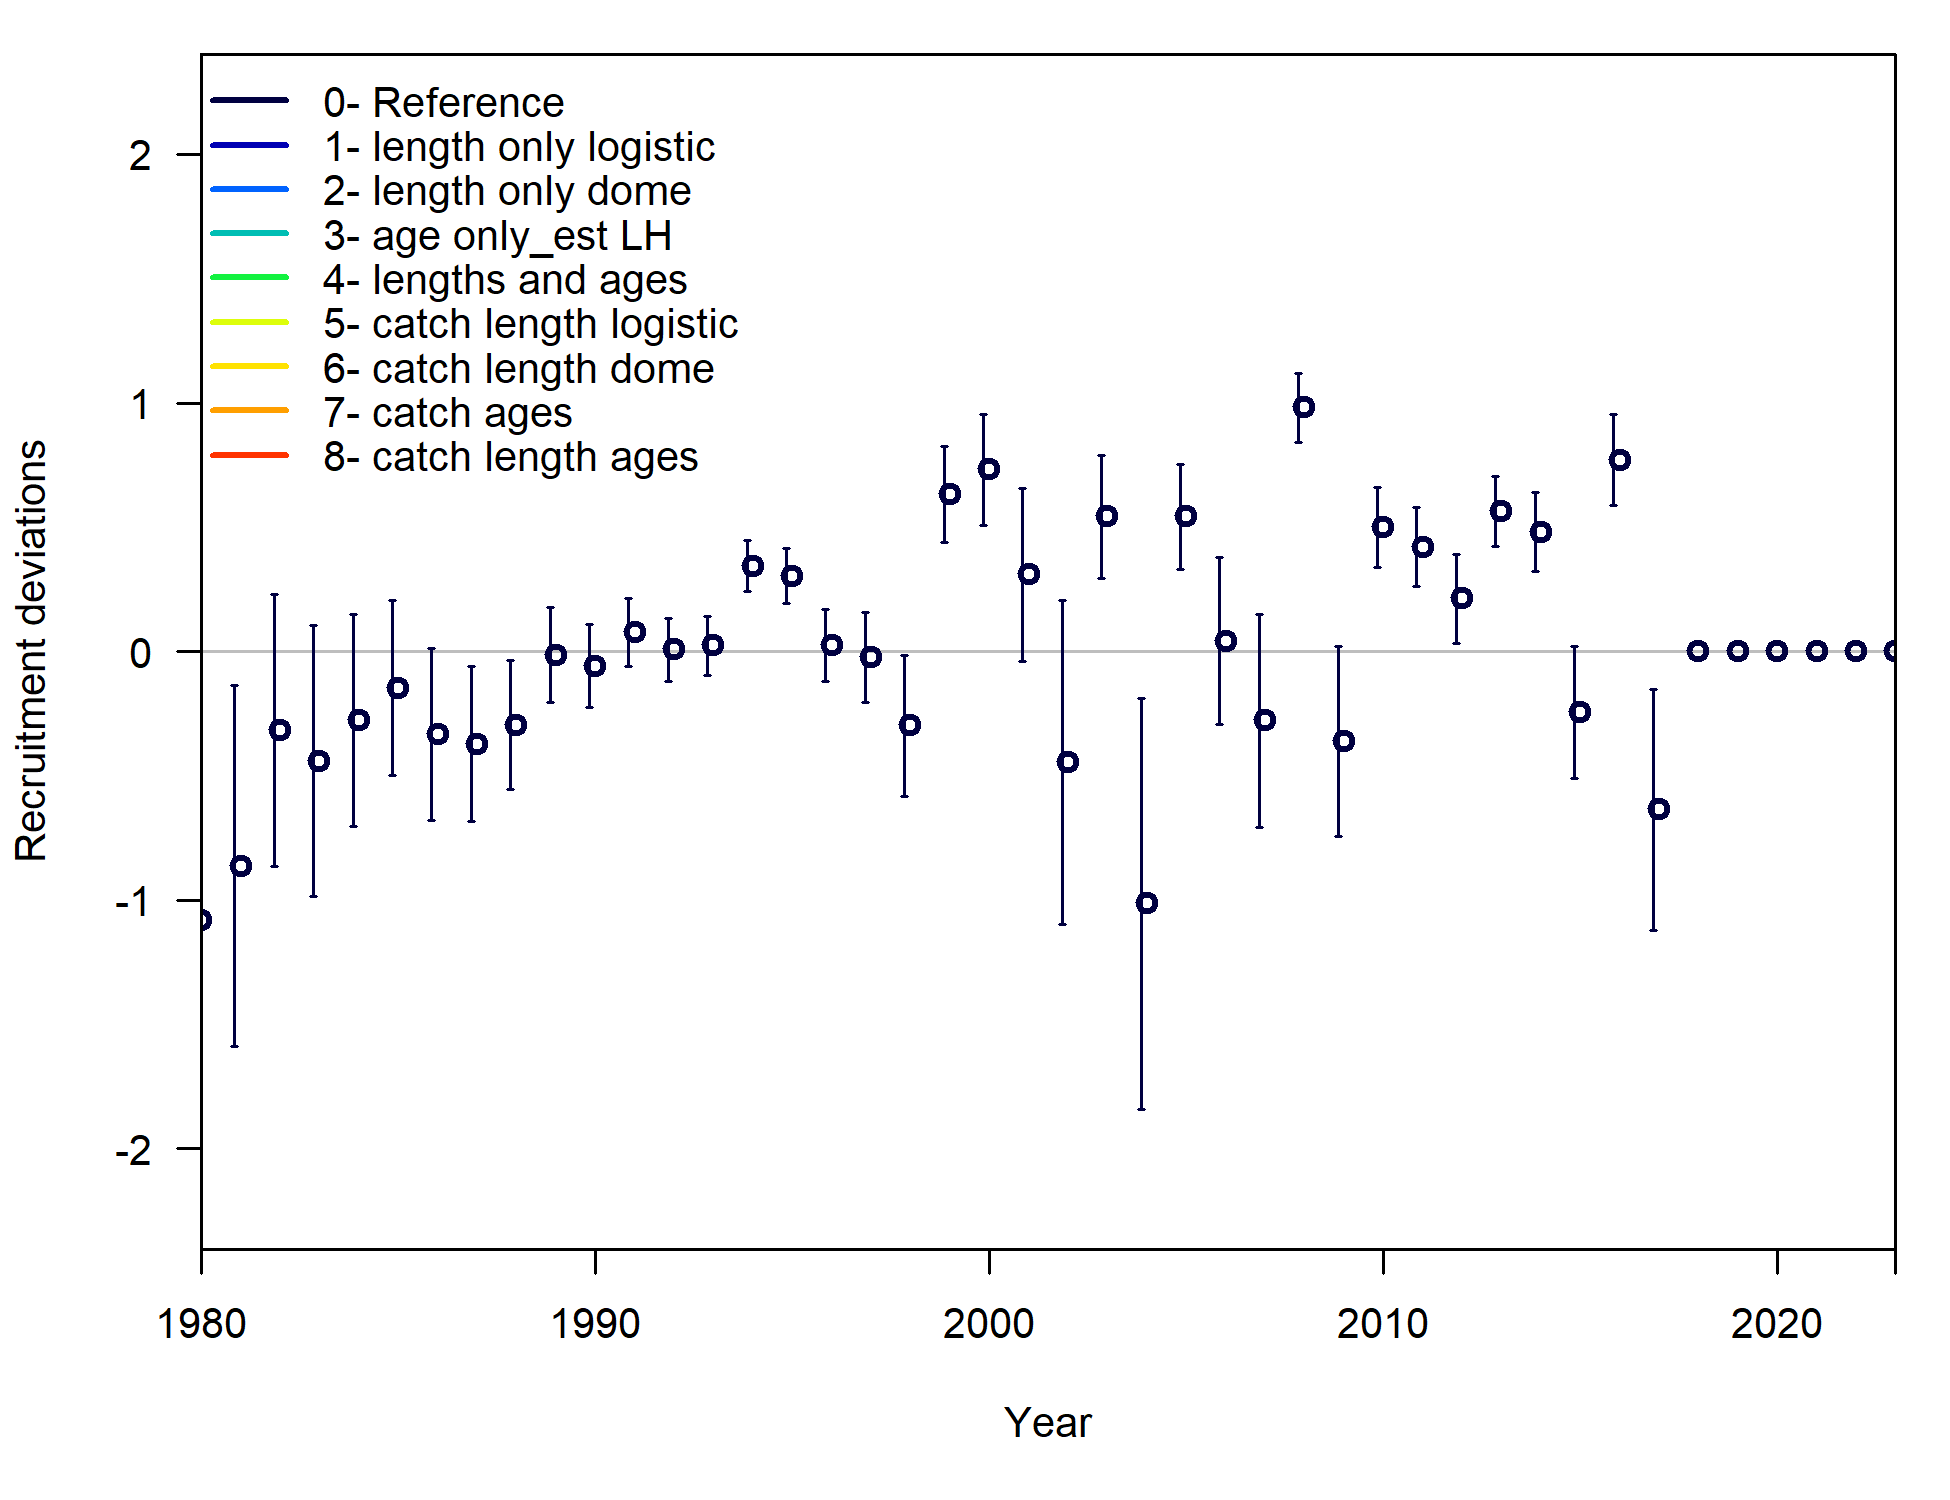 0- Reference
1- length only logistic
2- length only dome
3- age only_est LH
4- lengths and ages
5- catch length logistic
6- catch length dome
7- catch ages
8- catch length ages
Recruitment deviations
2
1
0
-1
-2
1980 1990 2000 2010 2020
Year